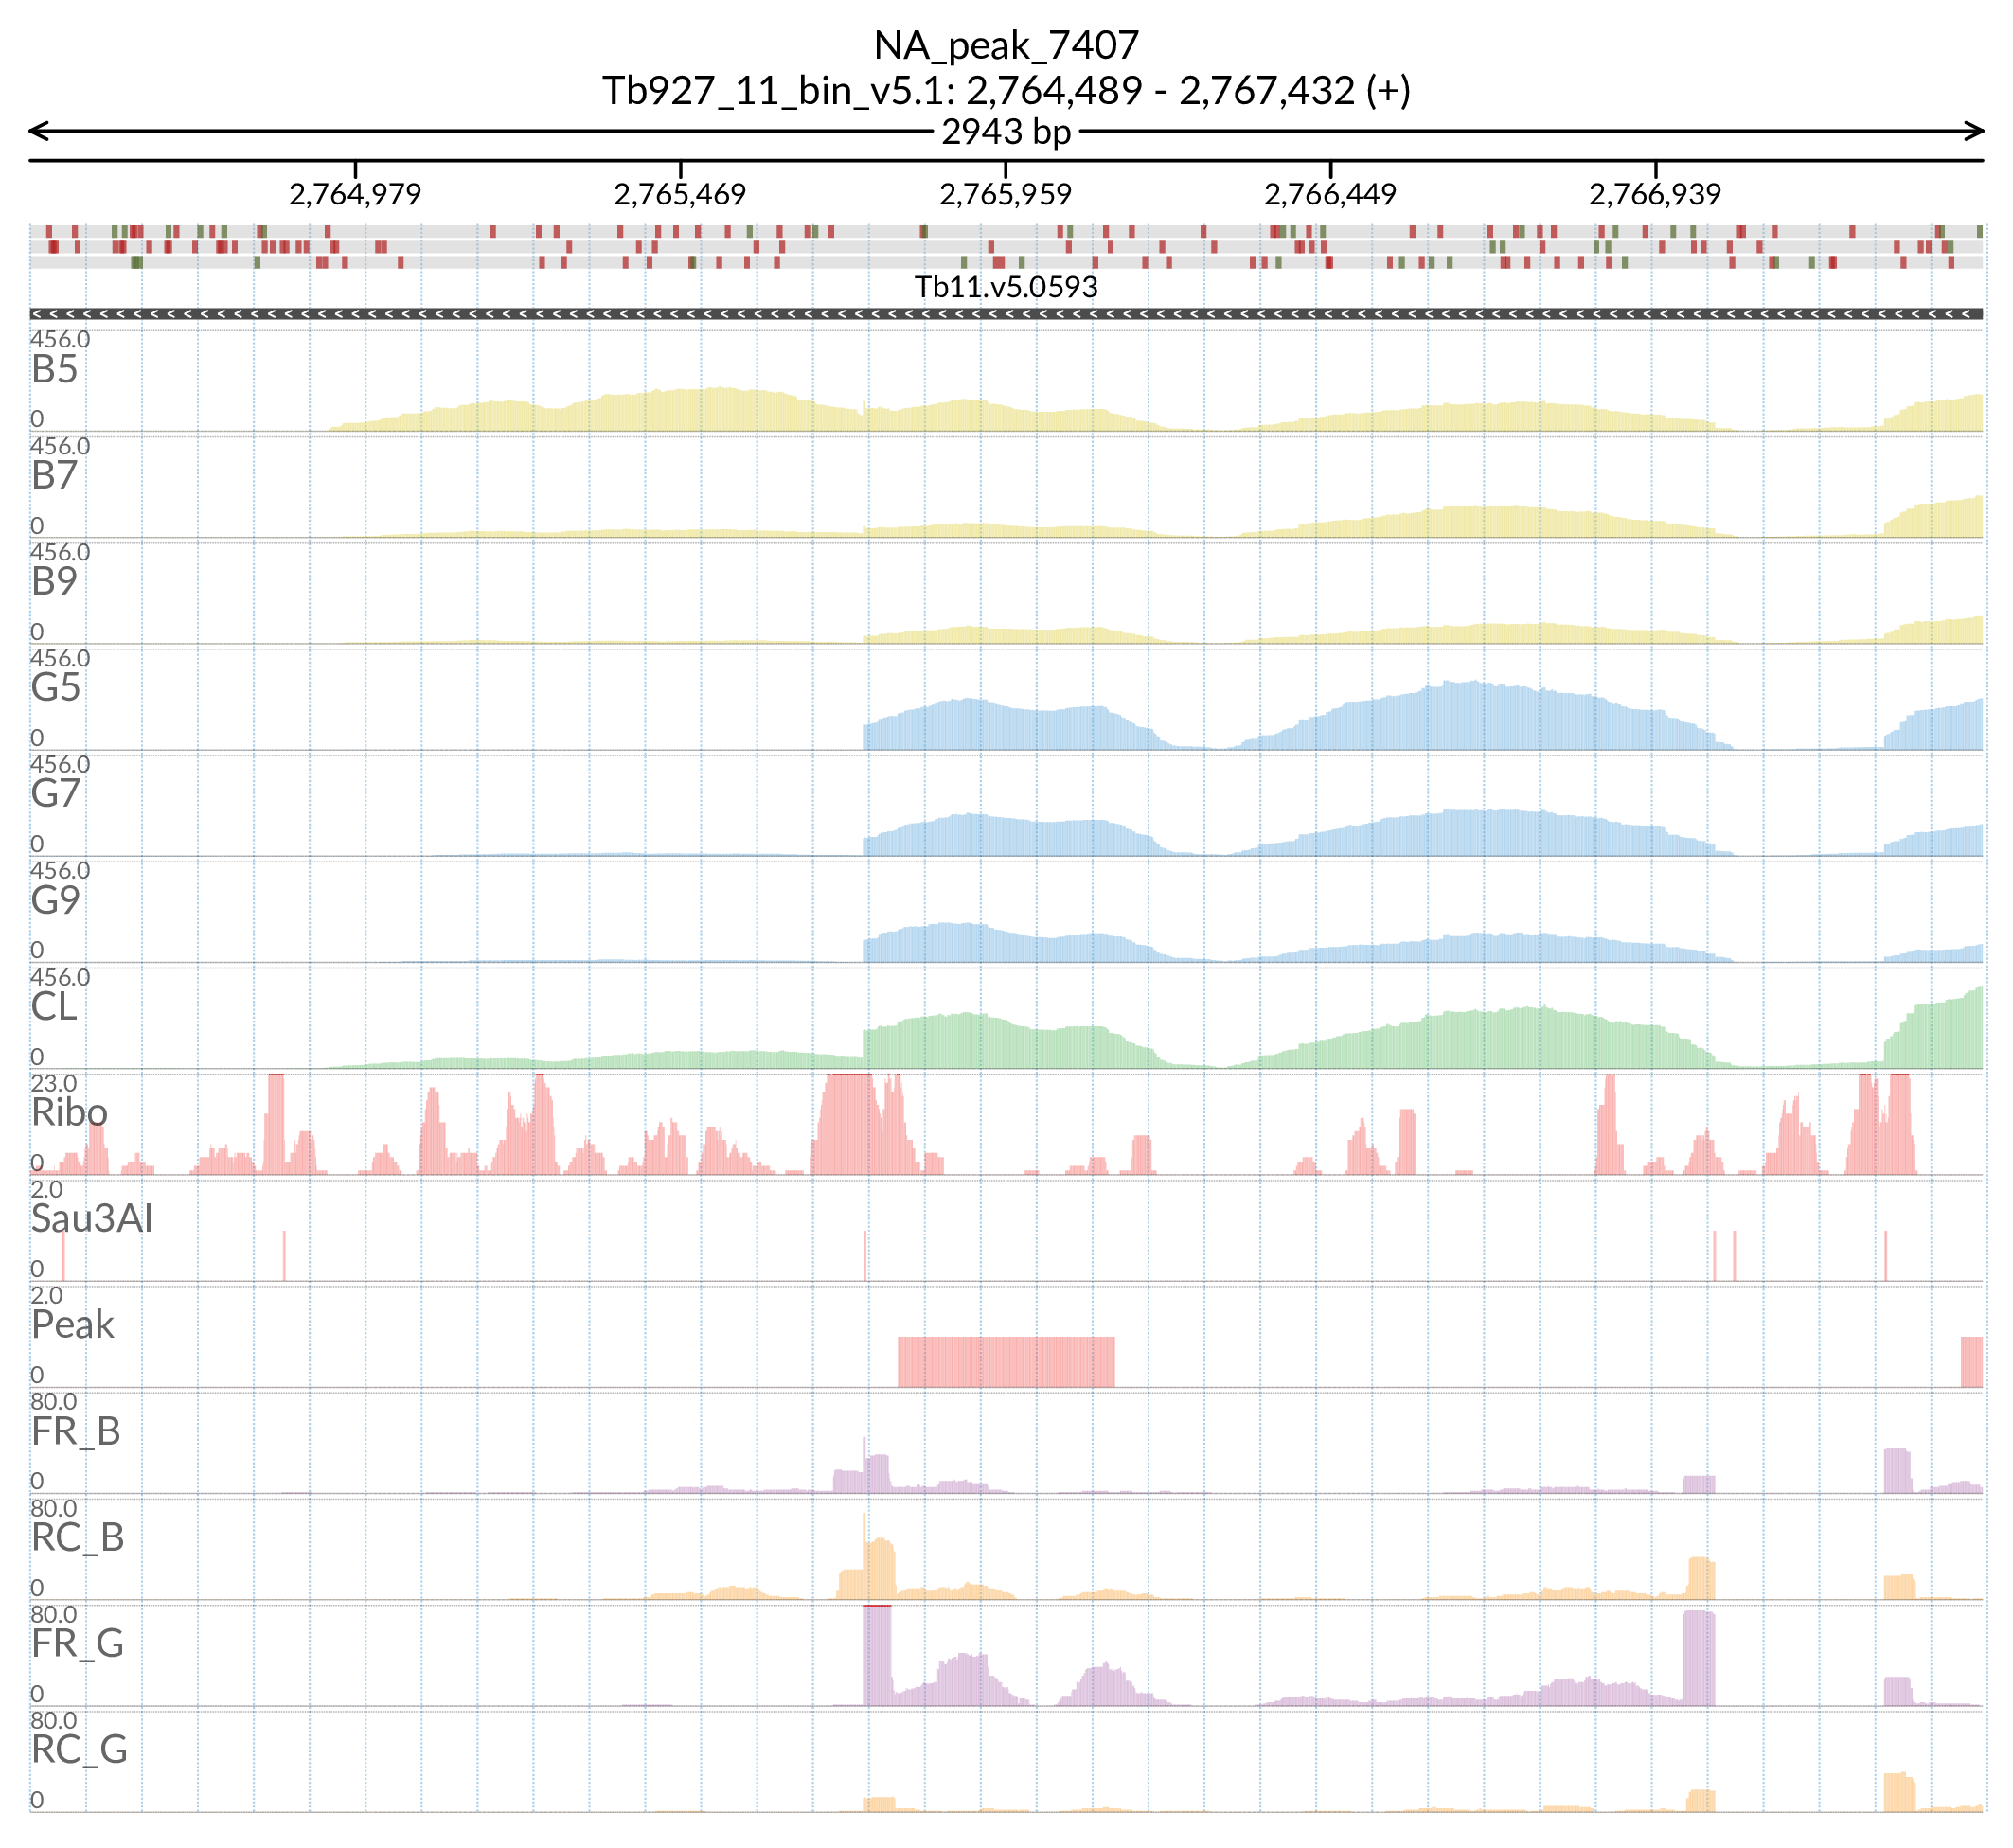 NA_peak_7407
Tb927_11_bin_v5.1: 2,764,489 - 2,767,432 (+)
2943 bp
2,764,979 2,765,469 2,765,959 2,766,449 2,766,939
Tb11.v5.0593
456.0
B5
0
456.0
B7
0
456.0
B9
0
456.0
G5
0
456.0
G7
0
456.0
G9
0
456.0
CL
0
23.0
Ribo
0
2.0
Sau3AI
0
2.0
Peak
0
80.0
FR_B
0
80.0
RC_B
0
80.0
FR_G
0
80.0
RC_G
0